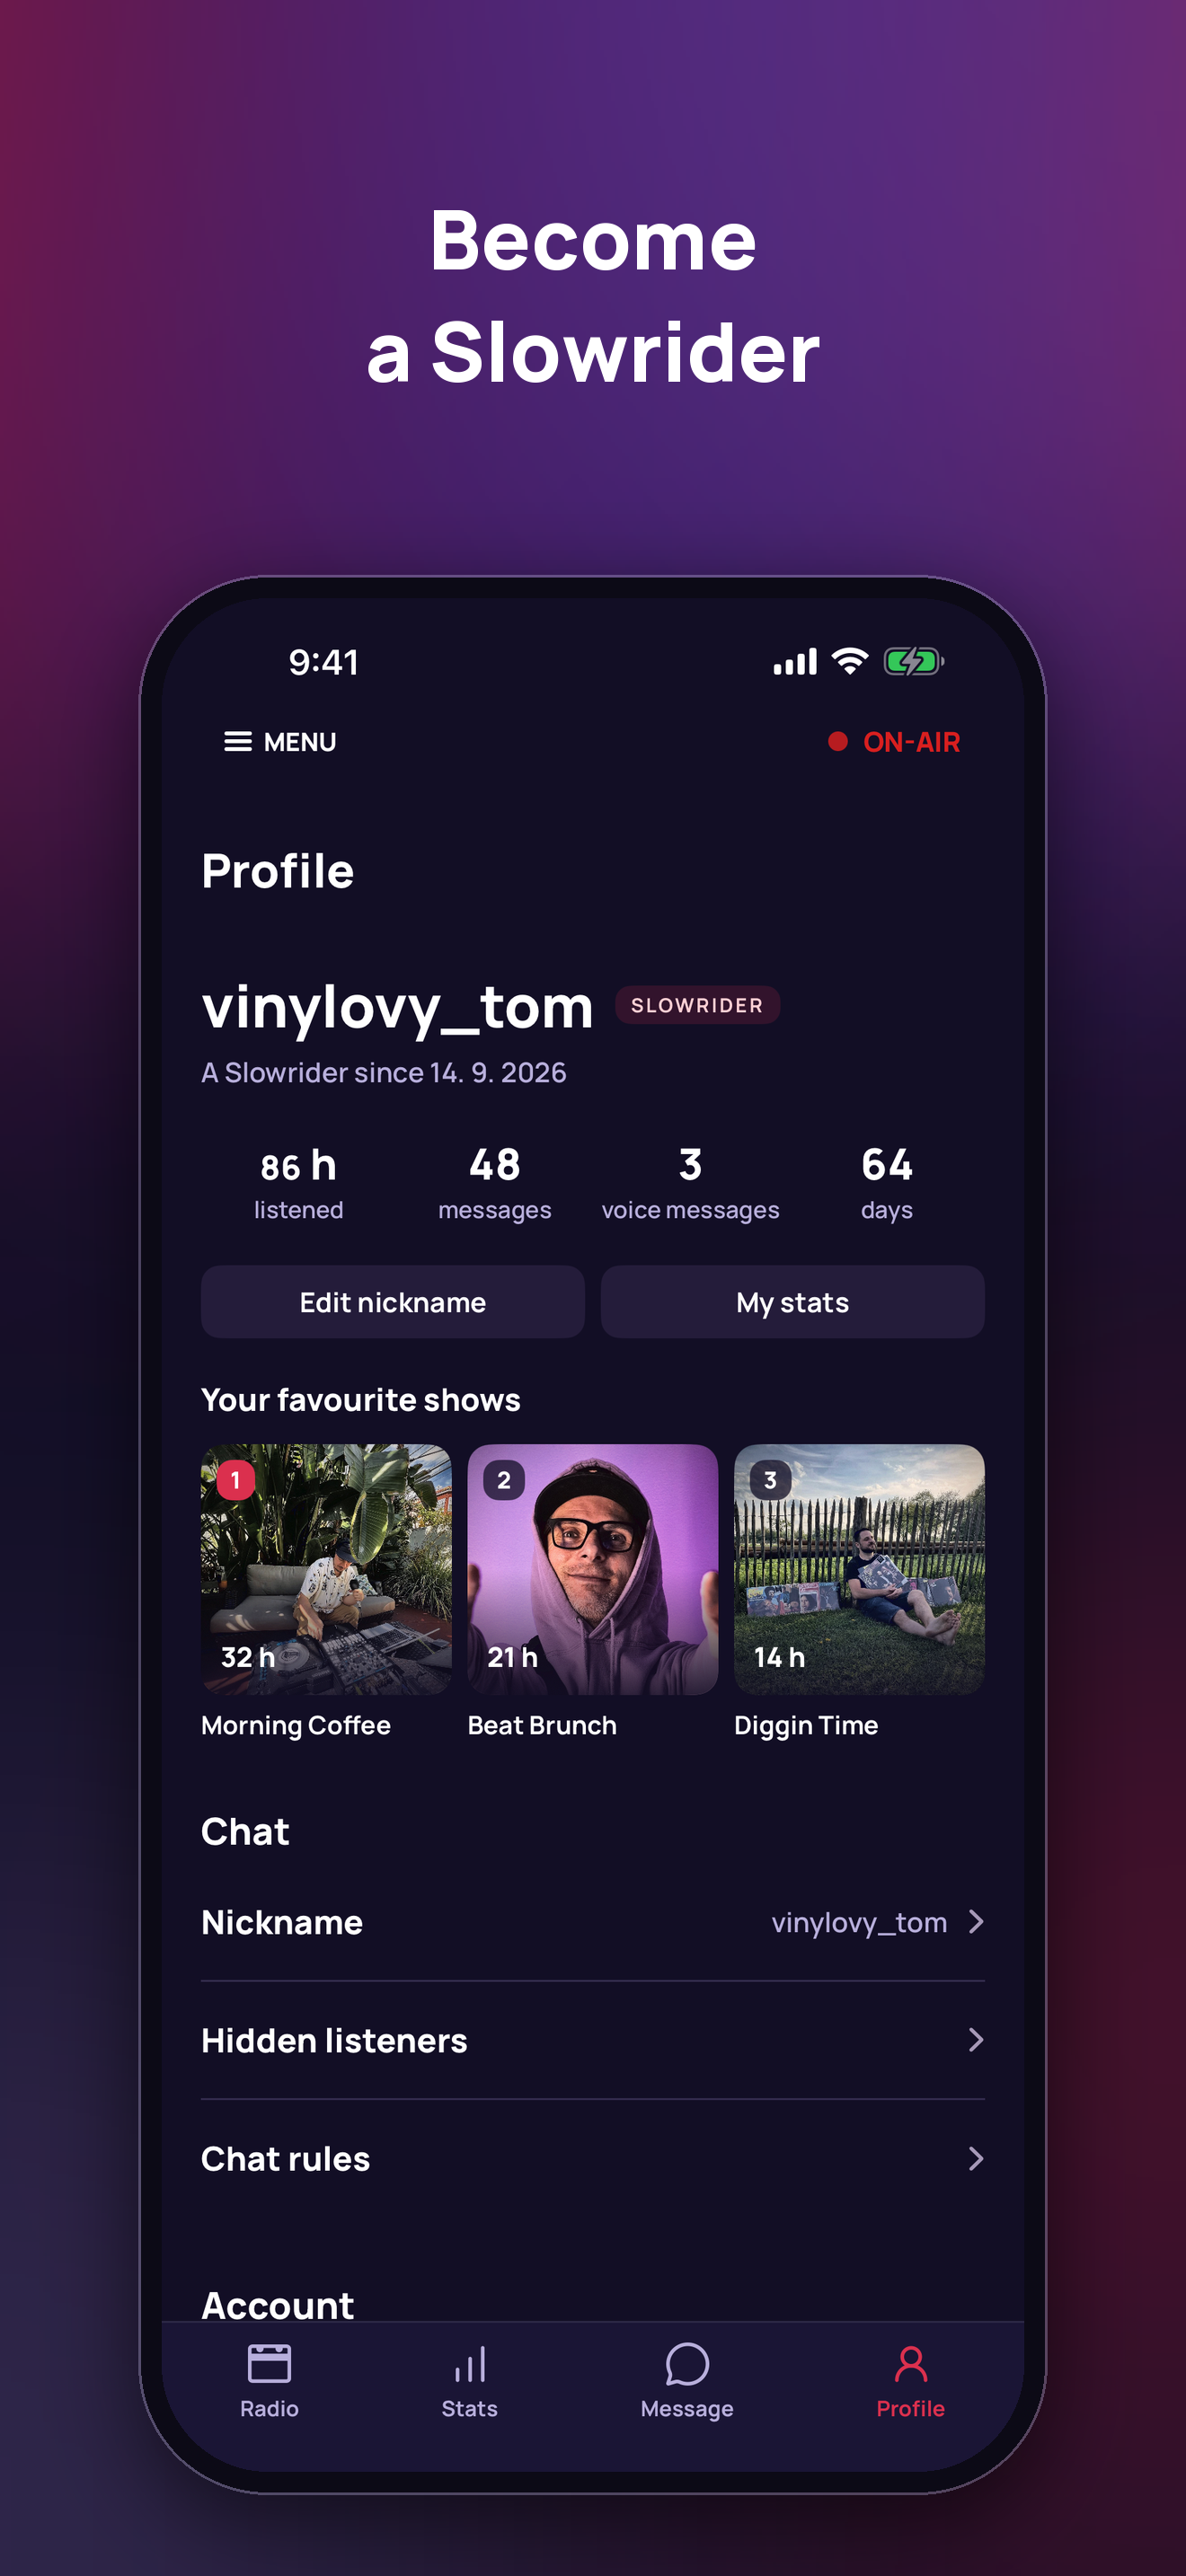 Become
a Slowrider
9:41
MENU
ON-AIR
Profile
vinylovy_tom SLOWRIDER
A Slowrider since 14. 9. 2026
86 h 48 3 64
listened messages voice messages days
Edit nickname My stats
Your favourite shows
1 2 3
32 h 21 h 14 h
Morning Coffee Beat Brunch Diggin Time
Chat
Nickname vinylovy_tom
Hidden listeners
Chat rules
Account
Radio Stats Message Profile